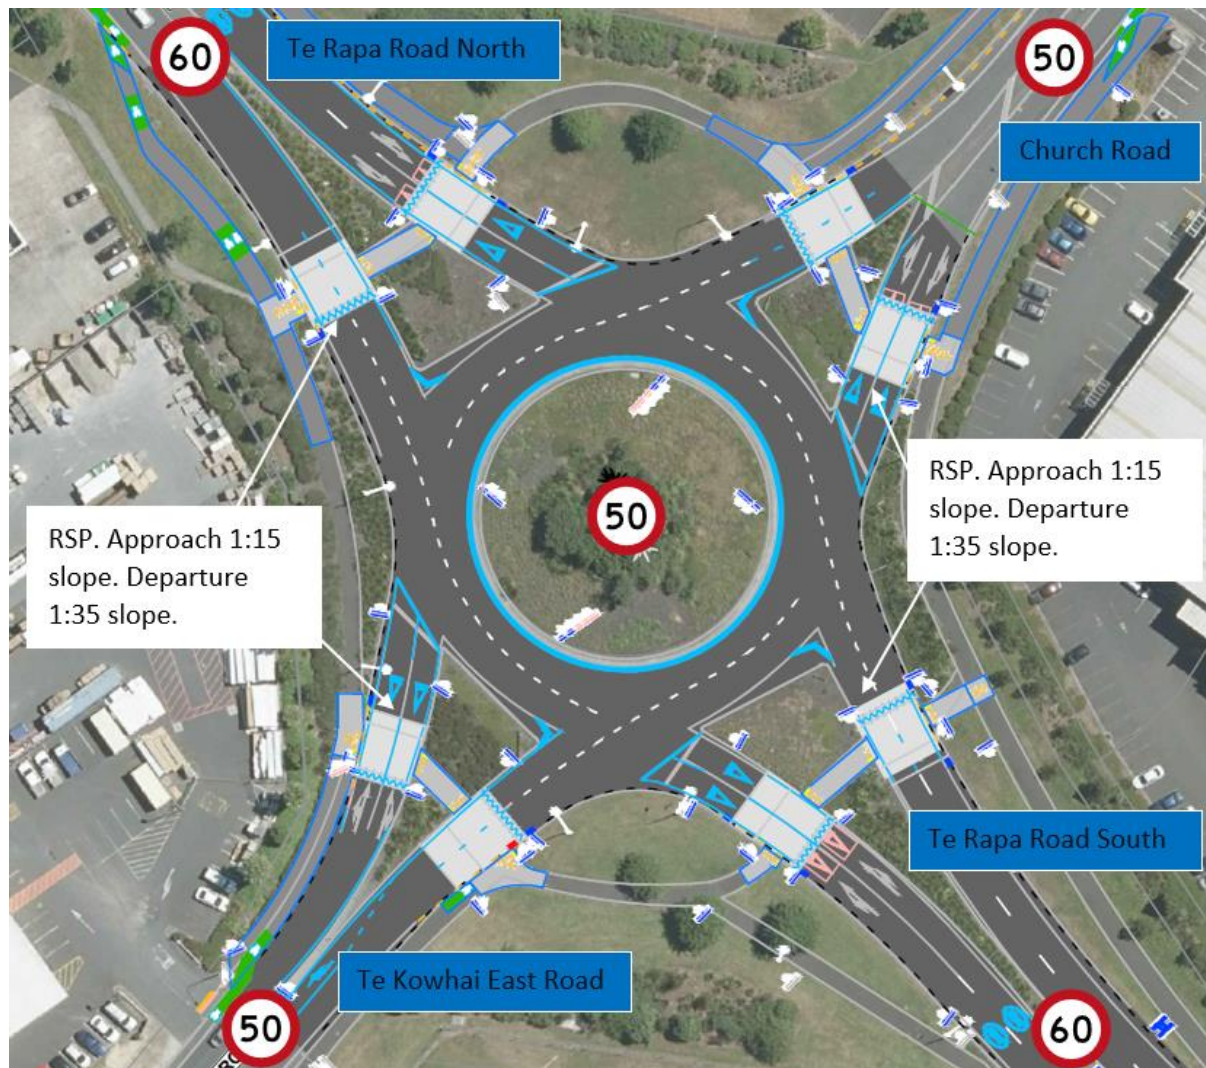 60
Te Rapa Road North
50
Church Road
RSP. Approach 1:15
slope. Departure
1:35 slope.
50
RSP. Approach 1:15
slope. Departure
1:35 slope.
Te Rapa Road South
Te Kowhai East Road
50
60